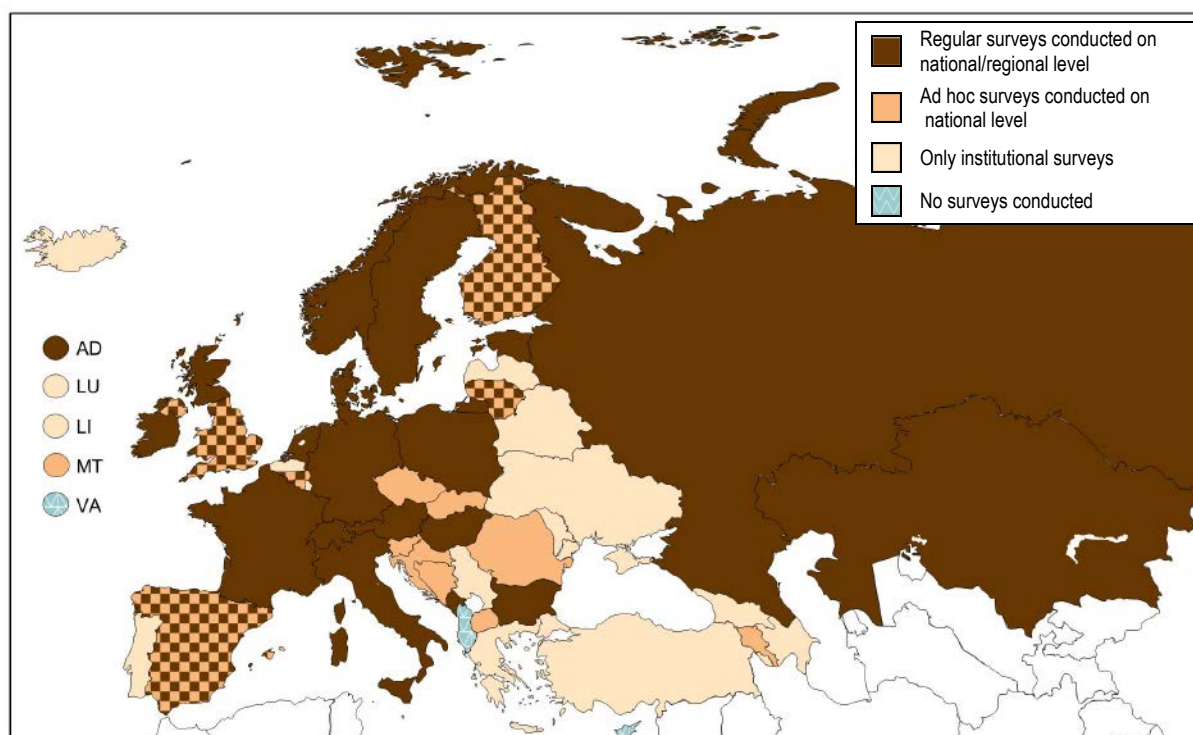 Regular surveys conducted on
national/regional level
Ad hoc surveys conducted on
national level
Only institutional surveys
No surveys conducted
AD
LU
LI
MT
VA